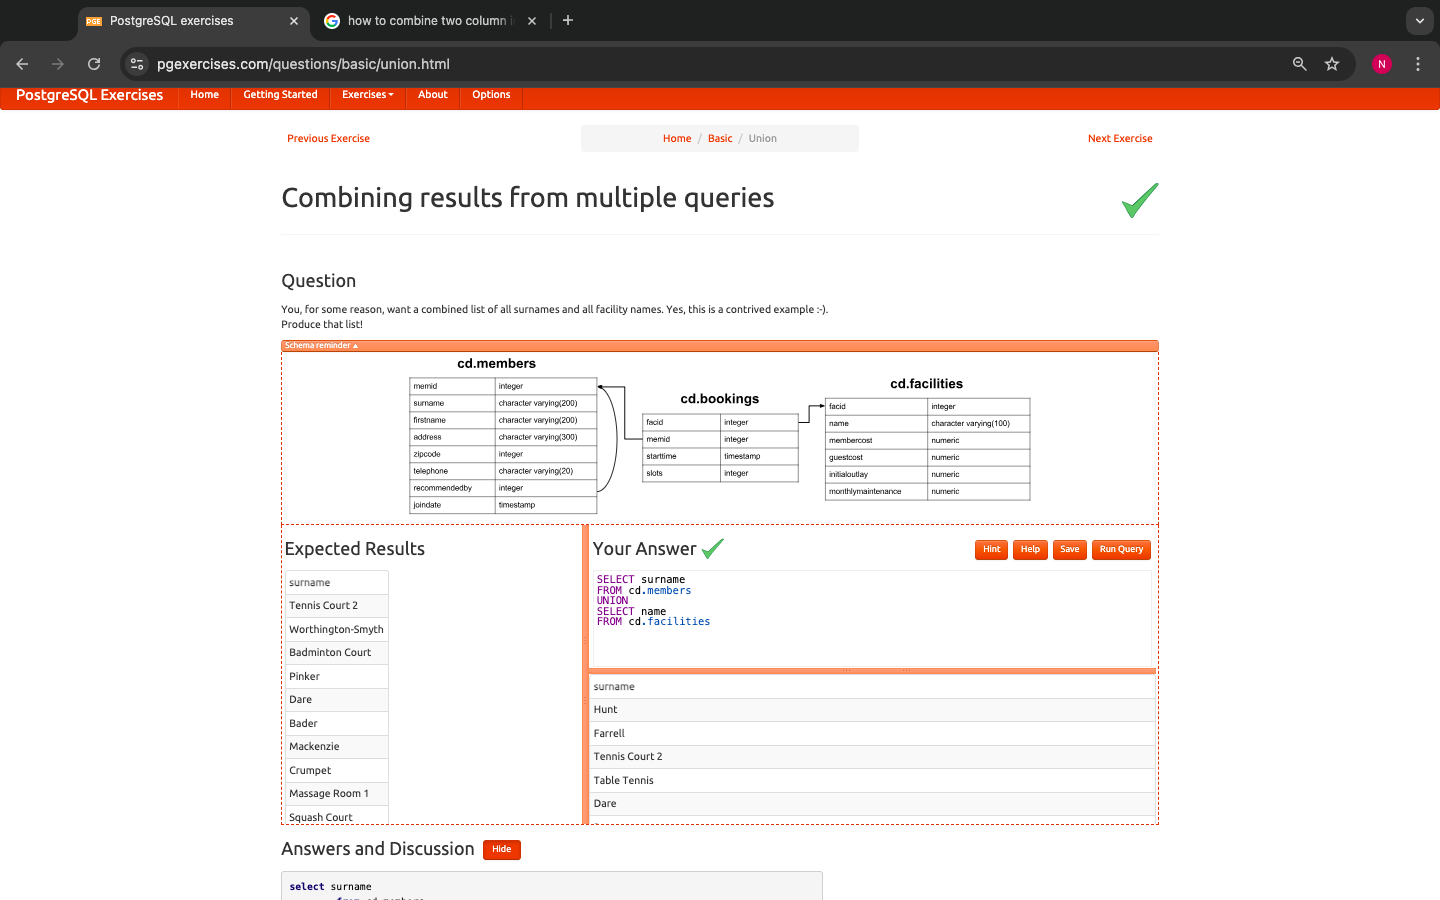 PostgreSQL exercises
how to combine two column i
pgexercises.com/questions/basic/union.html
N
PostgreSQL Exercises
Home
Getting Started
Exercises
About
Options
Previous Exercise
Home / Basic / Union
Next Exercise
Combining results from multiple queries
Question
You, for some reason, want a combined list of all surnames and all facility names. Yes, this is a contrived example :-).
Produce that list!
Schema reminder
cd.members
memid integer
surname character varying(200)
firstname character varying(200)
address character varying(300)
zipcode integer
telephone character varying(20)
recommendedby integer
joindate timestamp
cd.bookings
facid integer
memid integer
starttime timestamp
slots integer
cd.facilities
facid integer
name character varying(100)
membercost numeric
guestcost numeric
initialoutlay numeric
monthlymaintenance numeric
Expected Results
surname
Tennis Court 2
Worthington-Smyth
Badminton Court
Pinker
Dare
Bader
Mackenzie
Crumpet
Massage Room 1
Squash Court
Your Answer
Hint
Help
Save
Run Query
SELECT surname
FROM cd.members
UNION
SELECT name
FROM cd.facilities
surname
Hunt
Farrell
Tennis Court 2
Table Tennis
Dare
Answers and Discussion
Hide
select surname